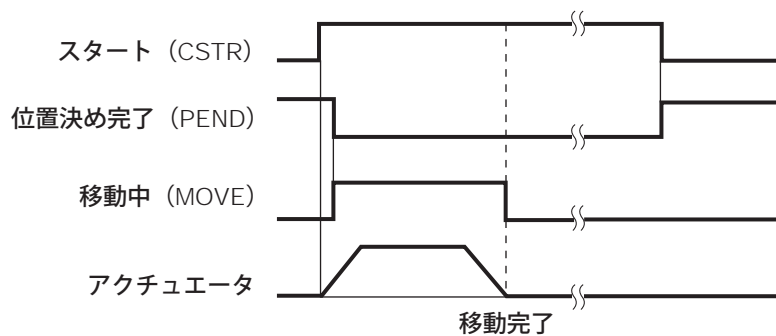 スタート（CSTR）
位置決め完了（PEND）
移動中（MOVE）
アクチュエータ
移動完了